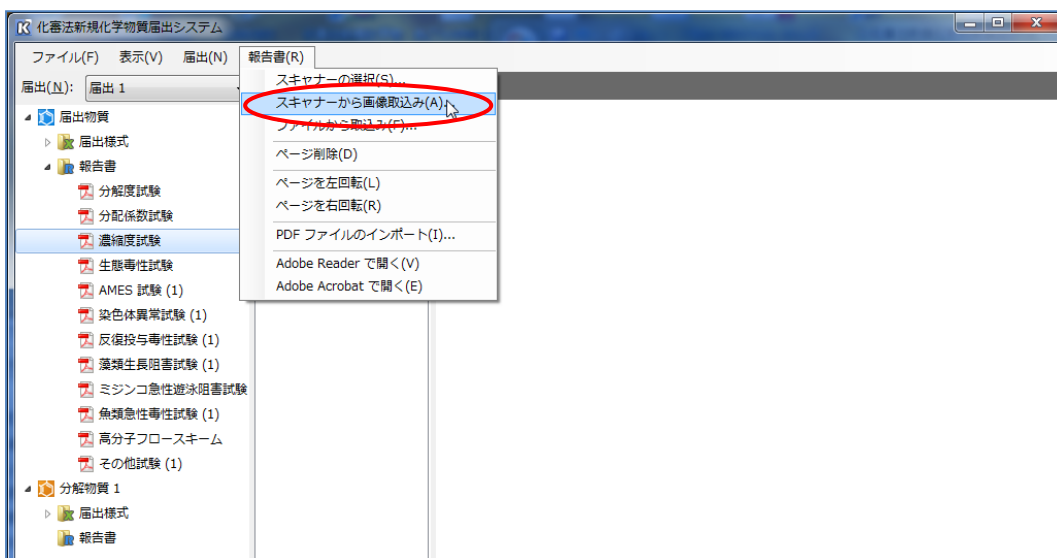 化審法新規化学物質届出システム
ファイル(F) 表示(V) 届出(N) 報告書(R)
届出(N): 届出 1
スキャナーの選択(S)...
スキャナーから画像取込み(A)...
ファイルから取込み(F)...
ページ削除(D)
ページを左回転(L)
ページを右回転(R)
PDF ファイルのインポート(I)...
Adobe Reader で開く(V)
Adobe Acrobat で開く(E)
届出物質
届出様式
報告書
分解度試験
分配係数試験
濃縮度試験
生態毒性試験
AMES 試験 (1)
染色体異常試験 (1)
反復投与毒性試験 (1)
藻類生長阻害試験 (1)
ミジンコ急性遊泳阻害試験
魚類急性毒性試験 (1)
高分子フロースキーム
その他試験 (1)
分解物質 1
届出様式
報告書